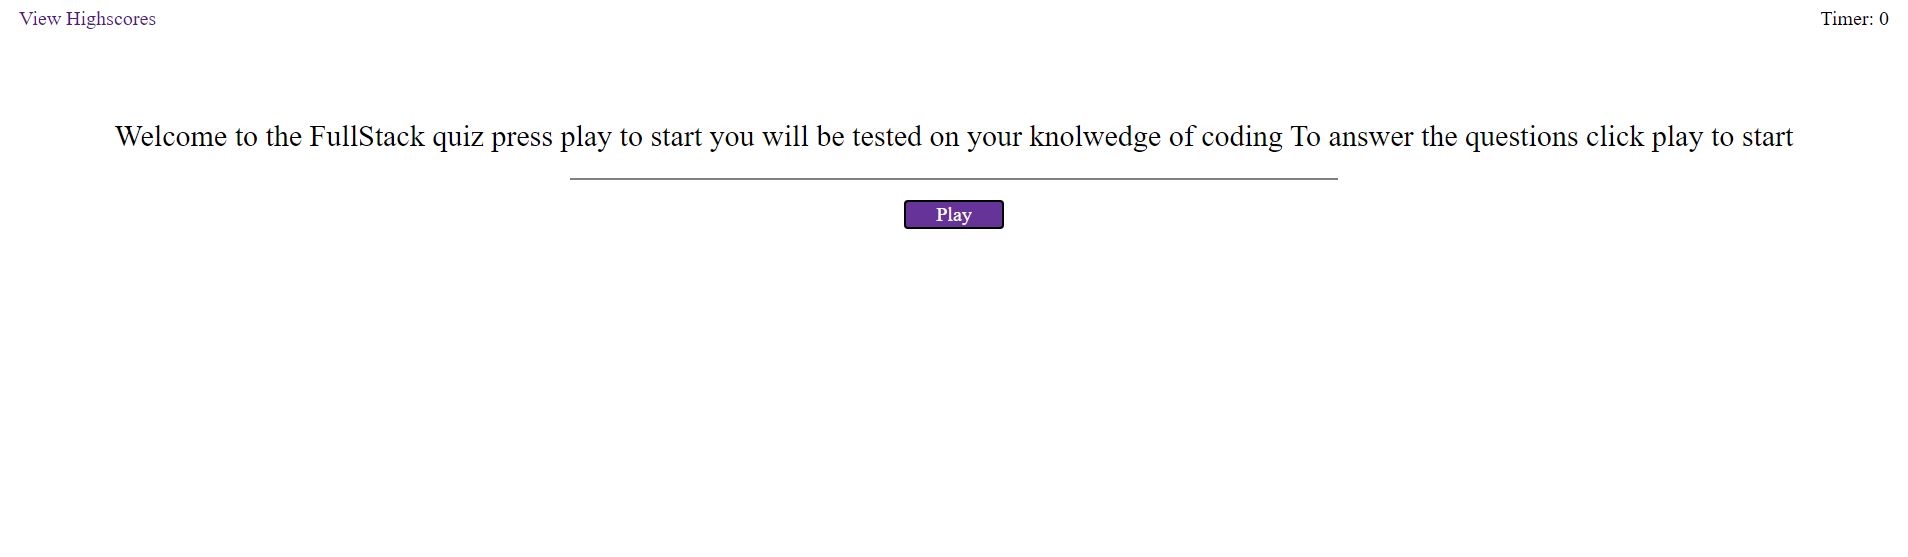 View Highscores
Timer: 0
Welcome to the FullStack quiz press play to start you will be tested on your knolwedge of coding To answer the questions click play to start
Play